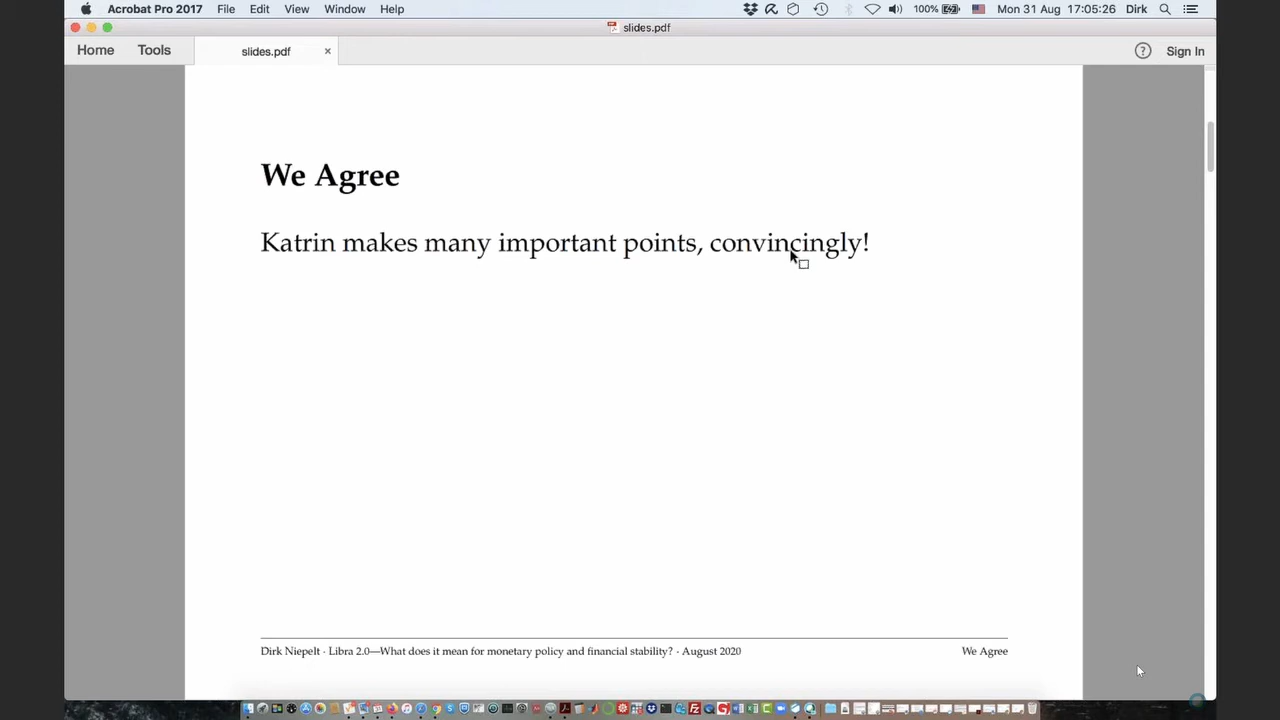 Acrobat Pro 2017 File Edit View Window Help 100% Mon 31 Aug 17:05:26 Dirk
slides.pdf
Home Tools slides.pdf × ? Sign In
We Agree
Katrin makes many important points, convincingly!
Dirk Niepelt · Libra 2.0—What does it mean for monetary policy and financial stability? · August 2020 We Agree